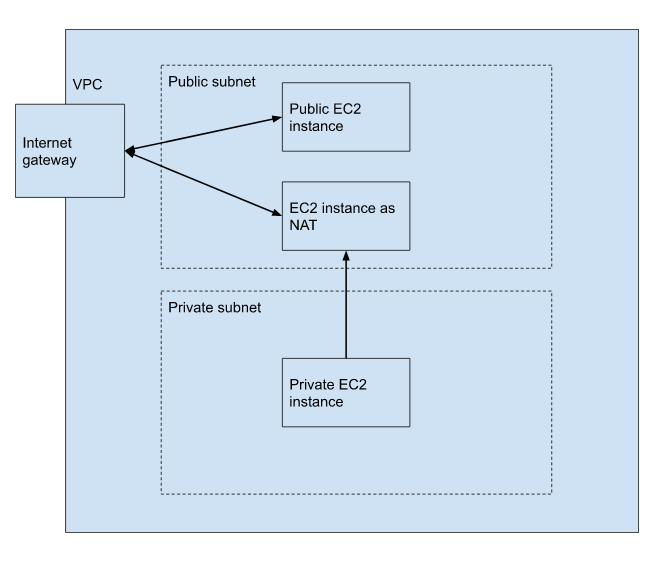 VPC
Public subnet
Internet
gateway
Public EC2
instance
EC2 instance as
NAT
Private subnet
Private EC2
instance